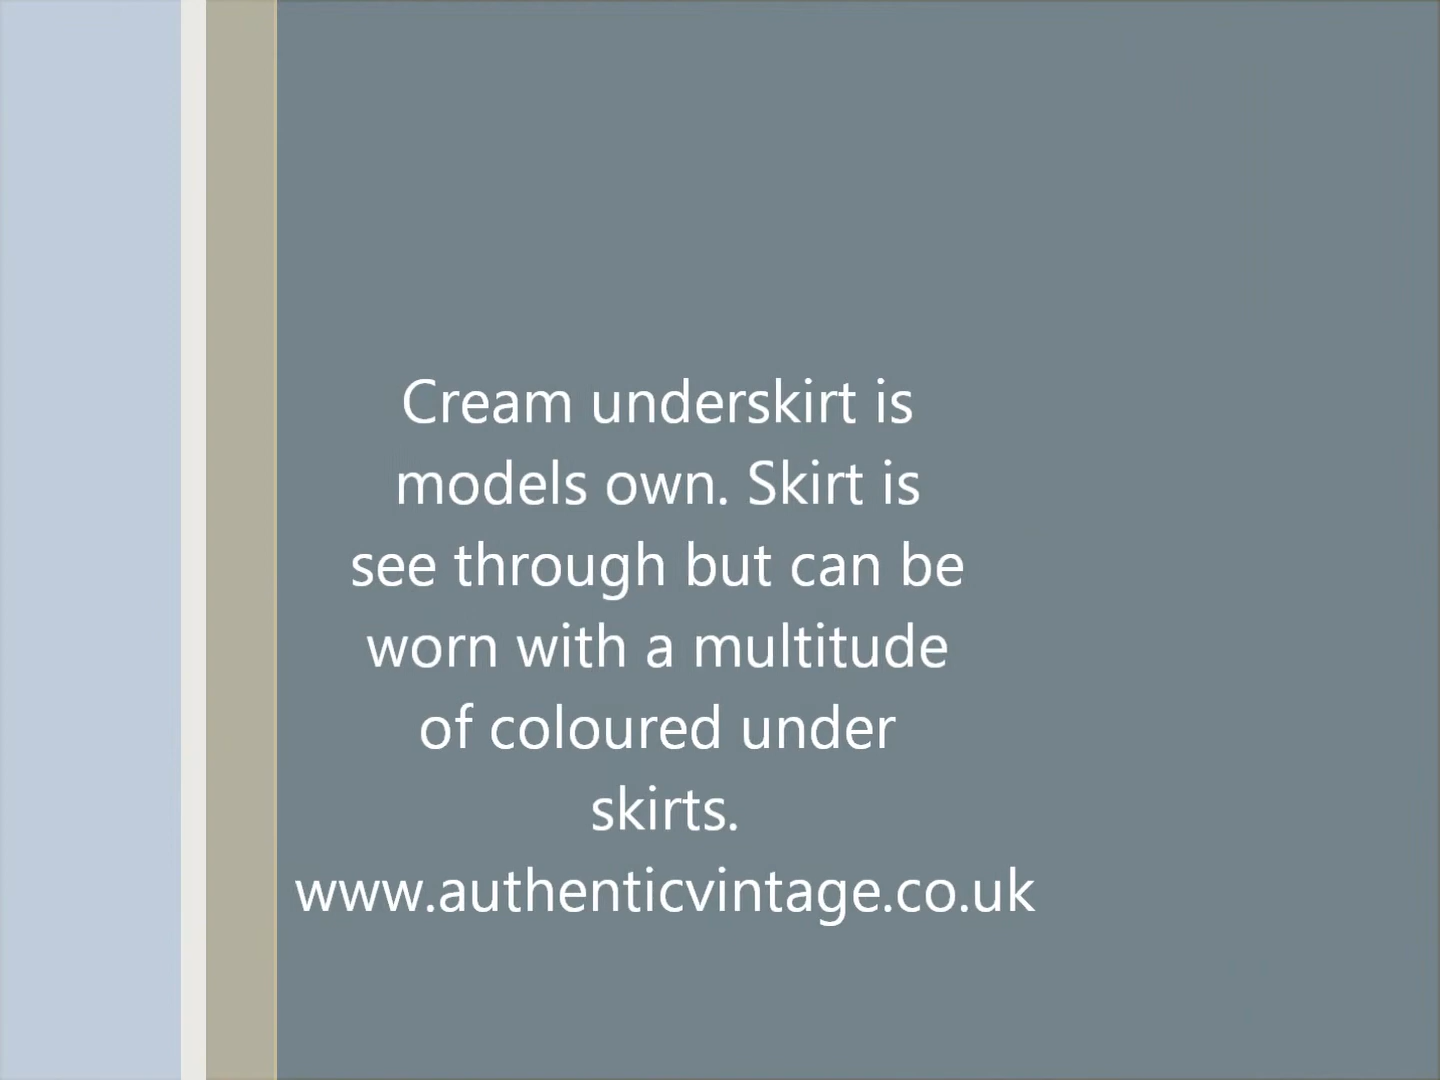 Cream underskirt is
models own. Skirt is
see through but can be
worn with a multitude
of coloured under
skirts.
www.authenticvintage.co.uk